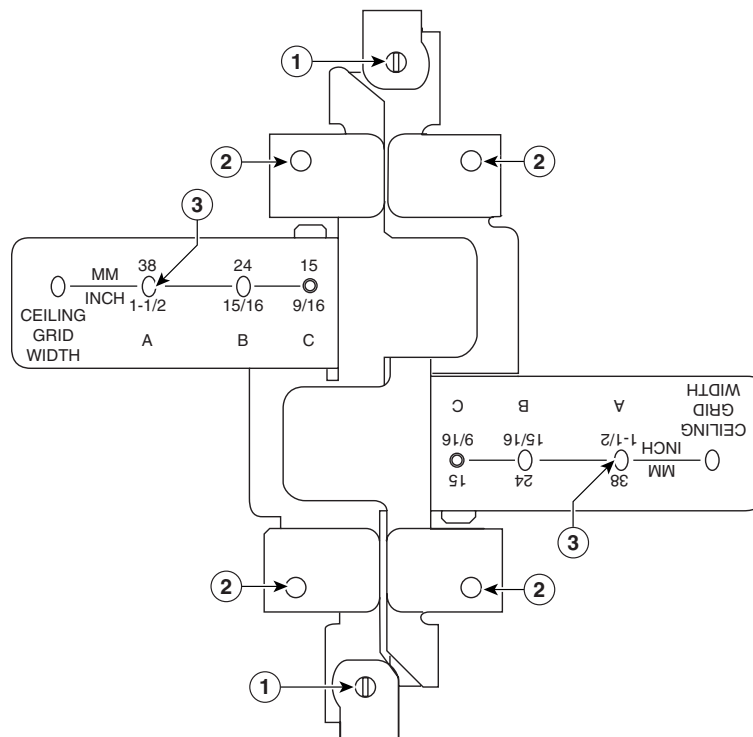 1
2
2
3
38 24 15
MM
INCH
1-1/2 15/16 9/16
CEILING
GRID
WIDTH
A B C
CEILING
GRID
WIDTH
A B C
1-1/2 15/16 9/16
INCH
MM
38 24 15
3
2
2
1